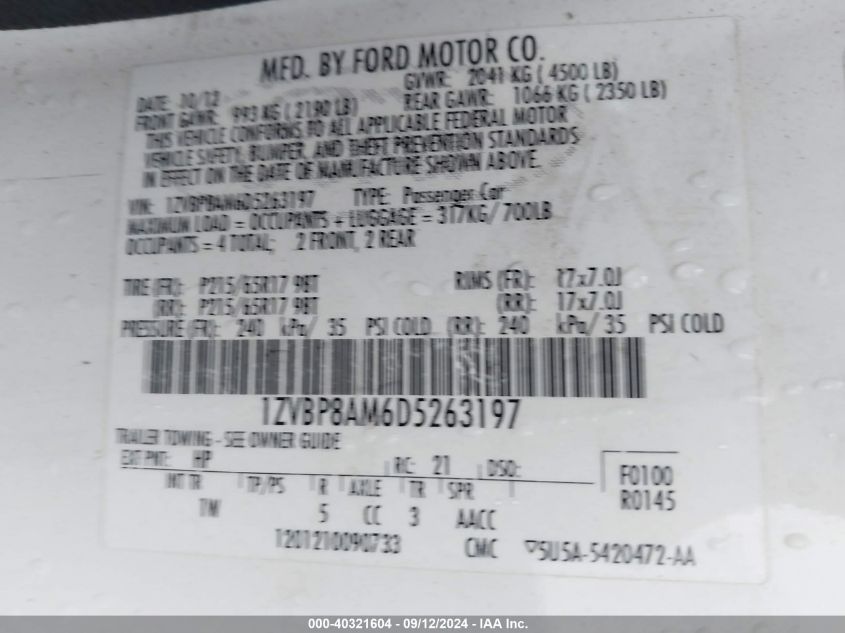 MFD. BY FORD MOTOR CO.
DATE: 10/12 GVWR: 2041 KG ( 4500 LB)
FRONT GAWR: 993 KG ( 2190 LB) REAR GAWR: 1066 KG ( 2350 LB)
THIS VEHICLE CONFORMS TO ALL APPLICABLE FEDERAL MOTOR
VEHICLE SAFETY, BUMPER, AND THEFT PREVENTION STANDARDS
IN EFFECT ON THE DATE OF MANUFACTURE SHOWN ABOVE.
VIN: 1ZVBP8AM6D5263197 TYPE: Passenger Car
MAXIMUM LOAD = OCCUPANTS + LUGGAGE = 317KG/ 700LB
OCCUPANTS = 4 TOTAL; 2 FRONT, 2 REAR
TIRE (FR): P215/65R17 98T RIMS (FR): 17x7.0J
(RR): P215/65R17 98T (RR): 17x7.0J
PRESSURE (FR): 240 kPa/ 35 PSI COLD (RR): 240 kPa/ 35 PSI COLD
1ZVBP8AM6D5263197
TRAILER TOWING - SEE OWNER GUIDE
EXT PNT: HP RC: 21 DSO: F0100
INT TR TP/PS R AXLE TR SPR R0145
TW 5 CC 3 AACC
1201210090733 CMC ▽5U5A-5420472-AA
000-40321604 - 09/12/2024 - IAA Inc.